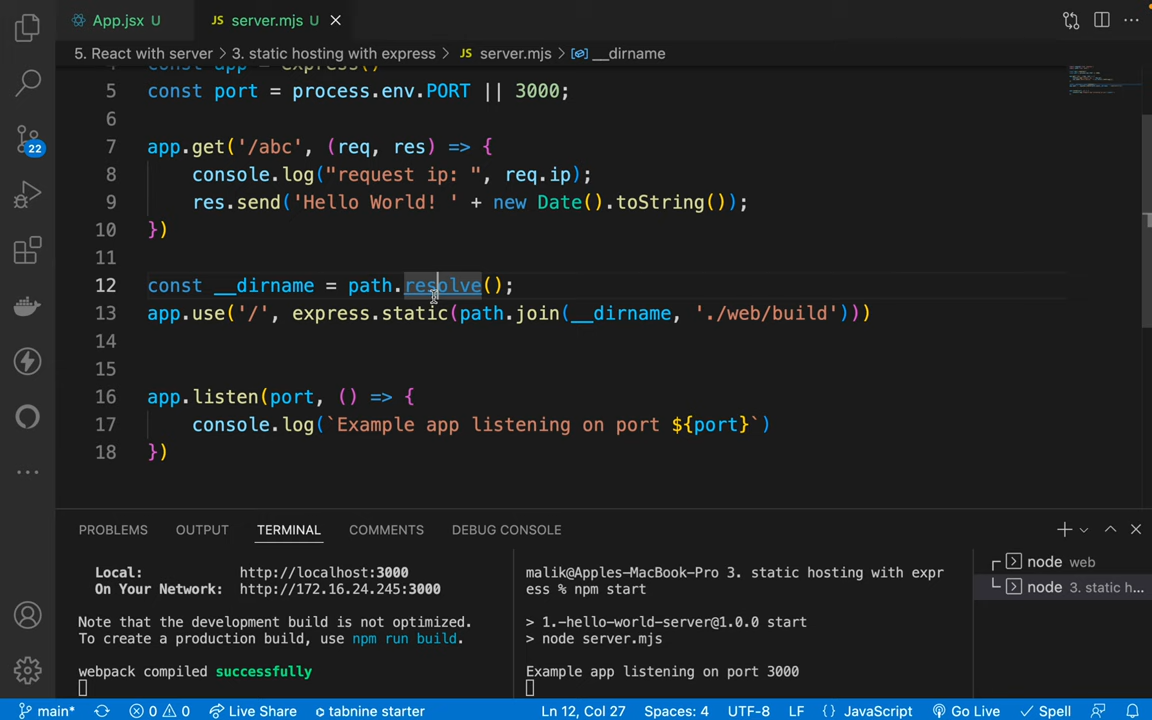 App.jsx U
JS server.mjs U
5. React with server > 3. static hosting with express > JS server.mjs > __dirname
4 const app = express()
5 const port = process.env.PORT || 3000;
6
7 app.get('/abc', (req, res) => {
8 console.log("request ip: ", req.ip);
9 res.send('Hello World! ' + new Date().toString());
10 })
11
12 const __dirname = path.resolve();
13 app.use('/', express.static(path.join(__dirname, './web/build')))
14
15
16 app.listen(port, () => {
17 console.log(`Example app listening on port ${port}`)
18 })
22
PROBLEMS OUTPUT TERMINAL COMMENTS DEBUG CONSOLE
Local: http://localhost:3000
On Your Network: http://172.16.24.245:3000
Note that the development build is not optimized.
To create a production build, use npm run build.
webpack compiled successfully
malik@Apples-MacBook-Pro 3. static hosting with expr
ess % npm start
> 1.-hello-world-server@1.0.0 start
> node server.mjs
Example app listening on port 3000
node web
node 3. static h...
main* 0 0 Live Share tabnine starter Ln 12, Col 27 Spaces: 4 UTF-8 LF {} JavaScript Go Live Spell